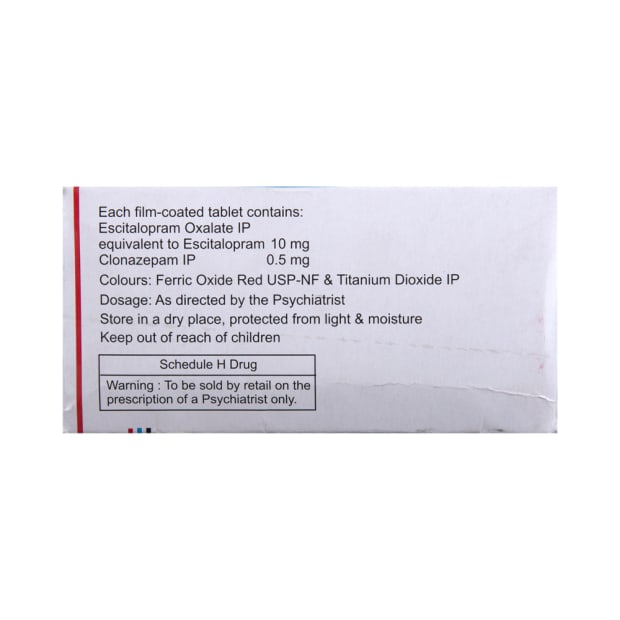 Each film-coated tablet contains:
Escitalopram Oxalate IP
equivalent to Escitalopram 10 mg
Clonazepam IP 0.5 mg
Colours: Ferric Oxide Red USP-NF & Titanium Dioxide IP
Dosage: As directed by the Psychiatrist
Store in a dry place, protected from light & moisture
Keep out of reach of children
Schedule H Drug
Warning : To be sold by retail on the
prescription of a Psychiatrist only.